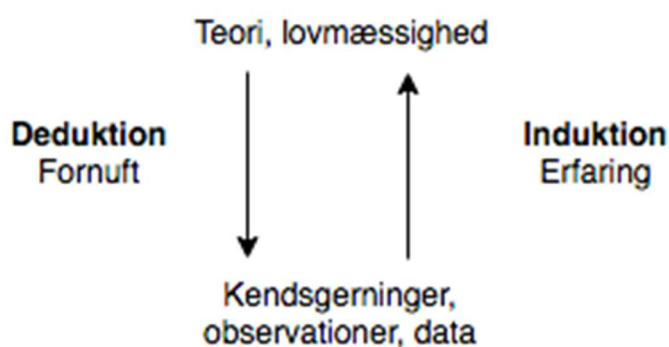 Teori, lovmæssighed
Deduktion
Fornuft
Induktion
Erfaring
Kendsgerninger,
observationer, data